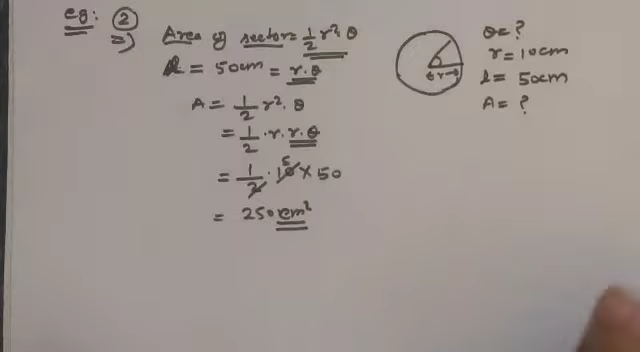 eg: ②
=) Area of sector = 1/2 r². θ
l = 50cm = r.θ
A = 1/2 r². θ
= 1/2 . r. r.θ
= 1/2 . 10 5 × 50
= 250 cm²
θ = ?
r = 10cm
l = 50cm
A = ?
r